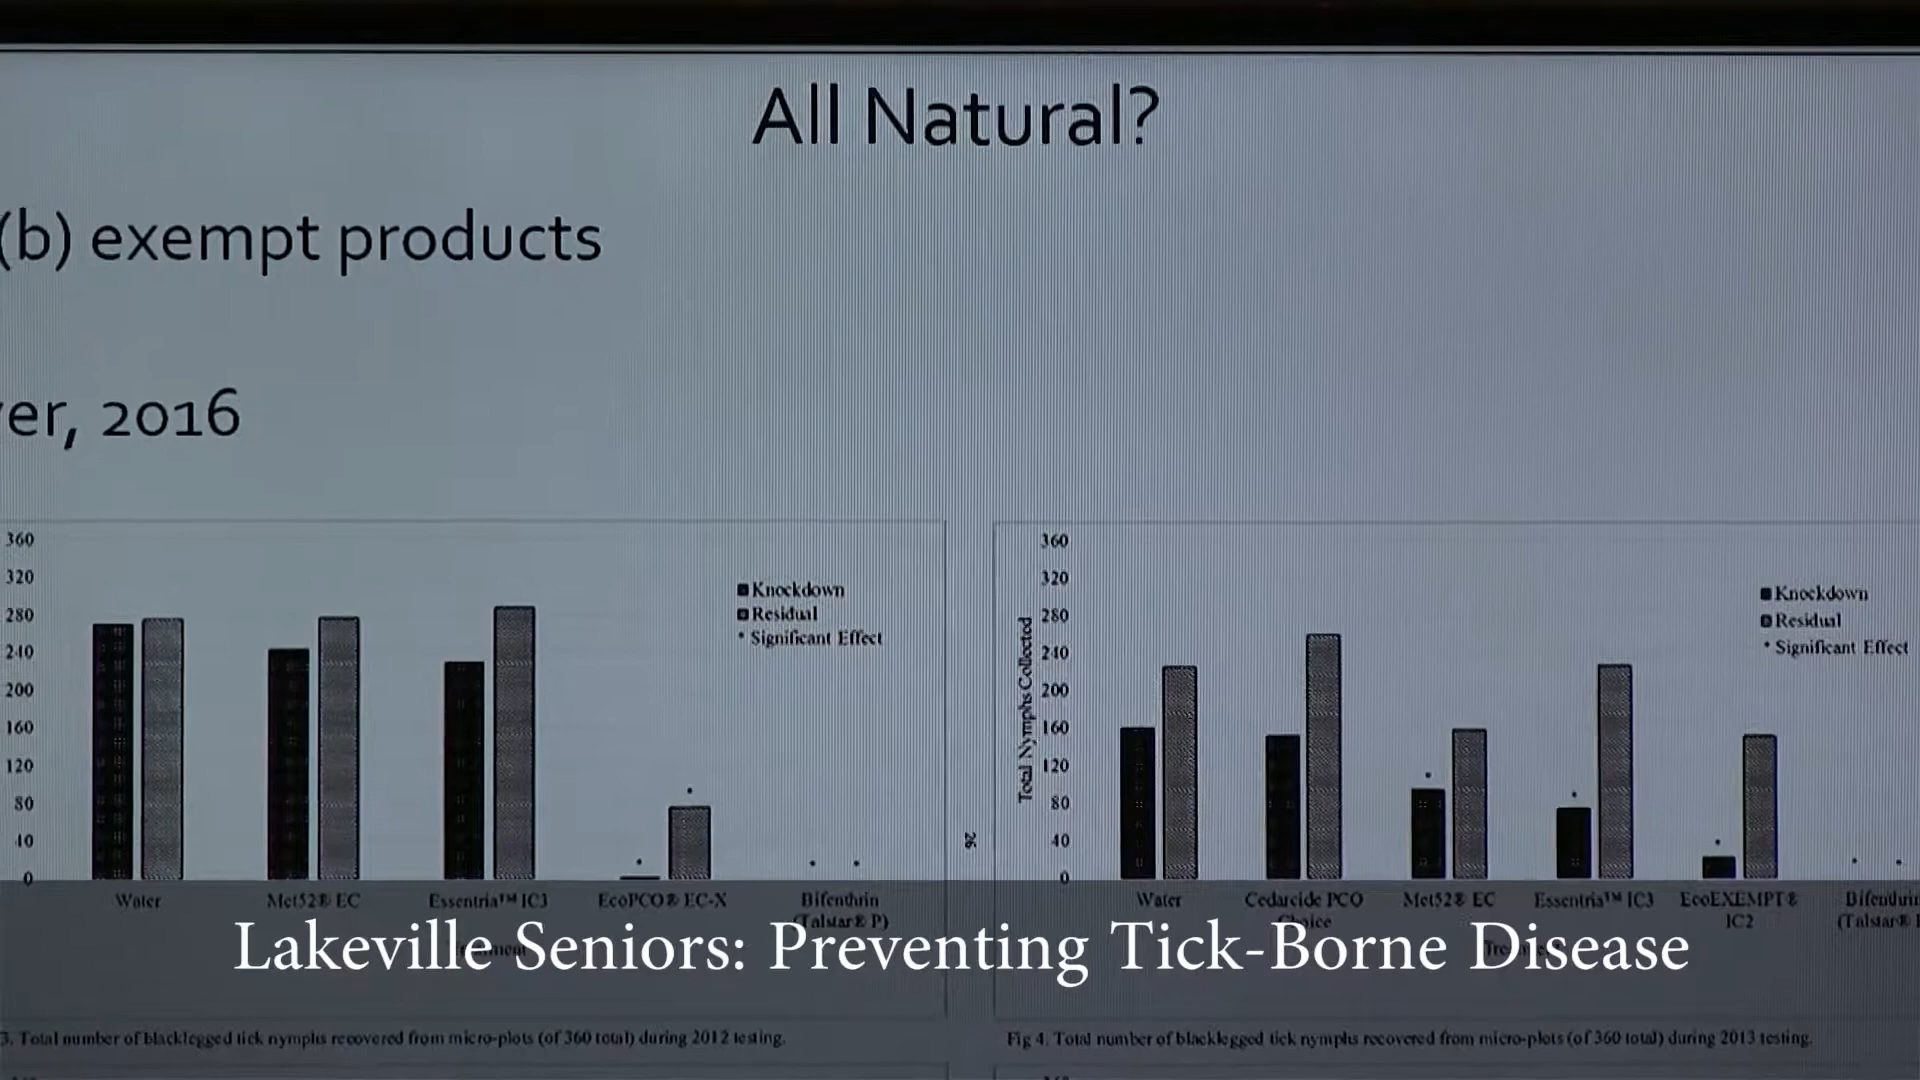 All Natural?
(b) exempt products
er, 2016
360
320
280
240
200
160
120
80
40
0
Knockdown
Residual
* Significant Effect
Water
Met52® EC
Essentria™ IC3
EcoPCO® EC-X
Bifenthrin
(Talstar® P)
3. Total number of blacklegged tick nymphs recovered from micro-plots (of 360 total) during 2012 testing.
26
Total Nymphs Collected
360
320
280
240
200
160
120
80
40
0
Knockdown
Residual
* Significant Effect
Water
Cedarcide PCO
Choice
Met52® EC
Essentria™ IC3
EcoEXEMPT®
IC2
Bifenthrin
(Talstar®
Fig 4. Total number of blacklegged tick nymphs recovered from micro-plots (of 360 total) during 2013 testing.
Lakeville Seniors: Preventing Tick-Borne Disease